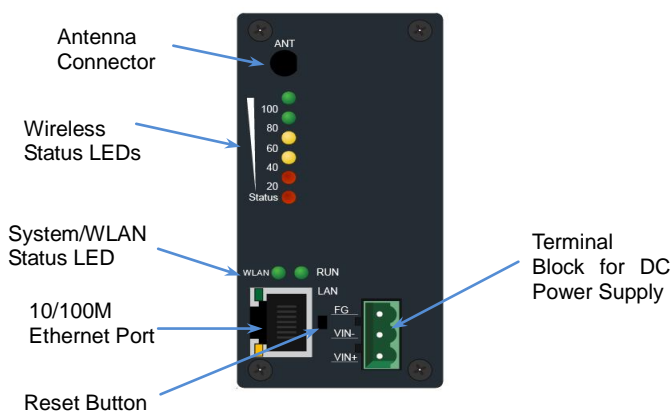 Antenna
Connector
ANT
100
80
60
40
20
Status
Wireless
Status LEDs
System/WLAN
Status LED
WLAN
RUN
LAN
10/100M
Ethernet Port
FG
VIN-
VIN+
Reset Button
Terminal
Block for DC
Power Supply